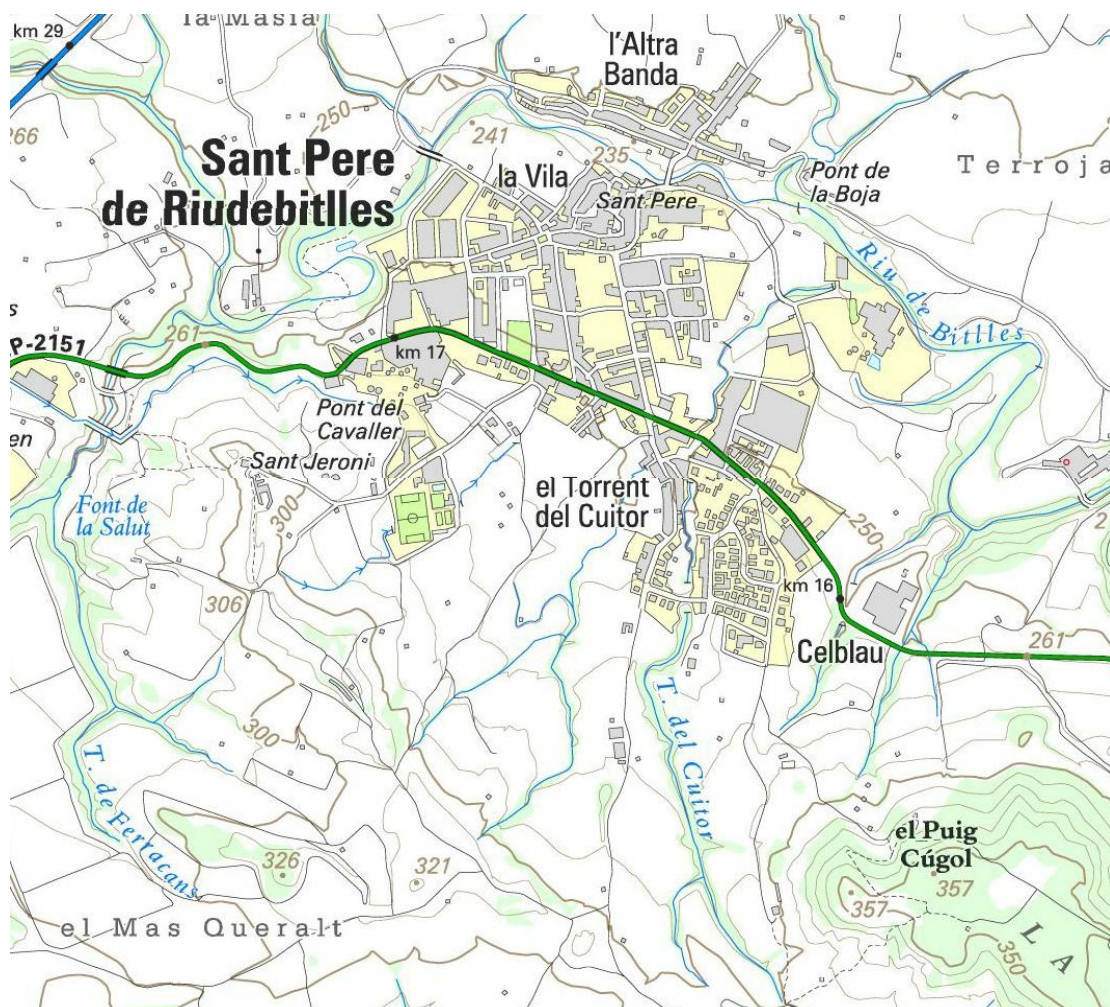 km 29
la Masia
l'Altra
Banda
250
241
266
235
Sant Pere
de Riudebitlles
la Vila
Sant Pere
Pont de
la Boja
Terroja
Riu de Bitlles
261
P-2151
km 17
Pont del
Cavaller
Sant Jeroni
en
el Torrent
del Cuitor
Font de
la Salut
300
250
306
km 16
Celblau
261
T. del Cuitor
300
T. de Ferracans
326
321
el Puig
Cúgol
357
357
el Mas Queralt
350
L A